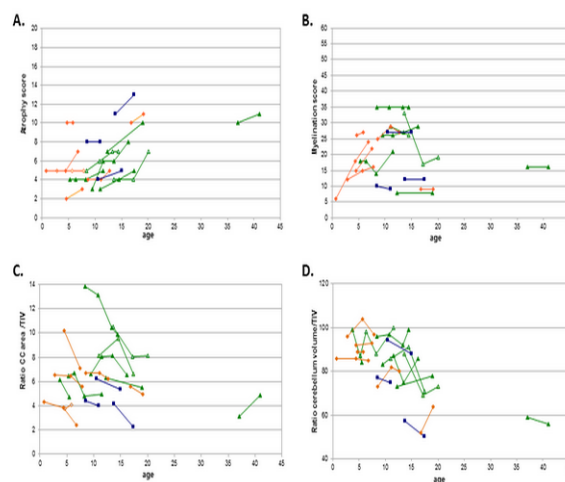 A.
Atrophy score
20
18
16
14
12
10
8
6
4
2
0
0 5 10 15 20 25 30 35 40 45
age
B.
Myelination score
60
55
50
45
40
35
30
25
20
15
10
5
0
0 5 10 15 20 25 30 35 40
age
C.
Ratio CC area /TIV
14
12
10
8
6
4
2
0
0 5 10 15 20 25 30 35 40 45
age
D.
Ratio cerebellum volume/TIV
120
100
80
60
40
0 5 10 15 20 25 30 35 40
age